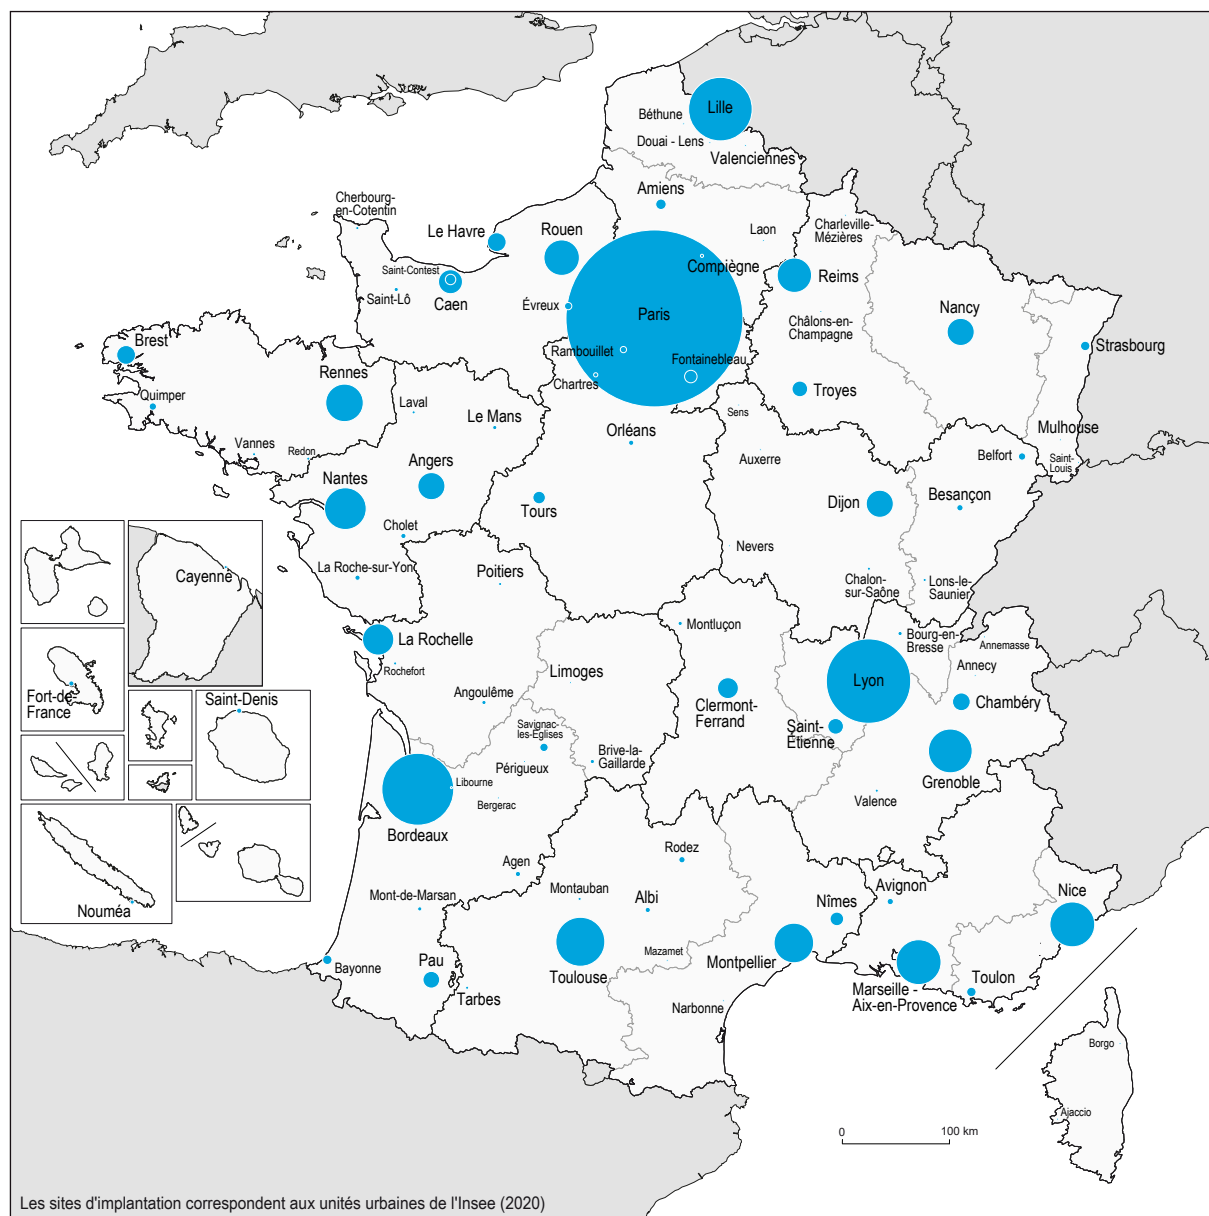 Lille
Béthune
Douai - Lens
Valenciennes
Amiens
Cherbourg-
en-Cotentin
Le Havre
Rouen
Laon
Charleville-
Mézières
Saint-Contest
Compiègne
Reims
Saint-Lô
Caen
Évreux
Paris
Nancy
Châlons-en-
Champagne
Brest
Rambouillet
Fontainebleau
Strasbourg
Rennes
Chartres
Troyes
Quimper
Laval
Le Mans
Sens
Orléans
Mulhouse
Vannes
Redon
Auxerre
Belfort
Saint-
Louis
Angers
Nantes
Tours
Dijon
Besançon
Cholet
Nevers
La Roche-sur-Yon
Poitiers
Chalon-
sur-Saône
Lons-le-
Saunier
Cayenne
Montluçon
Bourg-en-
Bresse
Annemasse
La Rochelle
Rochefort
Limoges
Annecy
Lyon
Fort-de-
France
Saint-Denis
Angoulême
Clermont-
Ferrand
Chambéry
Savignac-
les-Eglises
Saint-
Etienne
Périgueux
Brive-la-
Gaillarde
Grenoble
Libourne
Bergerac
Valence
Bordeaux
Agen
Rodez
Mont-de-Marsan
Montauban
Albi
Avignon
Nîmes
Nice
Nouméa
Mazamet
Bayonne
Pau
Toulouse
Montpellier
Marseille -
Aix-en-Provence
Toulon
Tarbes
Narbonne
Borgo
Ajaccio
0 100 km
Les sites d'implantation correspondent aux unités urbaines de l'Insee (2020)